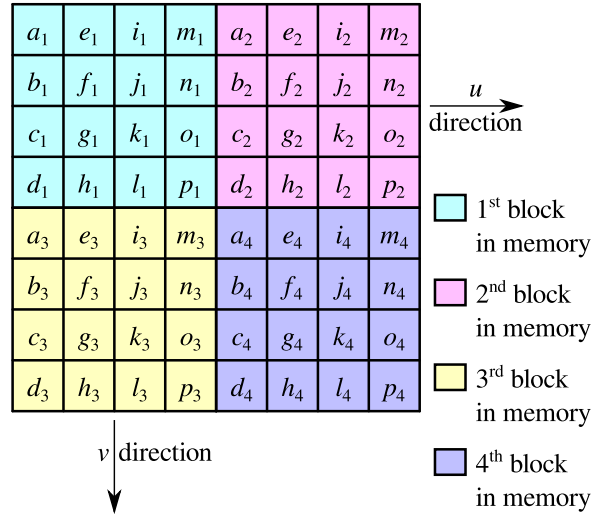 a₁ e₁ i₁ m₁ a₂ e₂ i₂ m₂
b₁ f₁ j₁ n₁ b₂ f₂ j₂ n₂
c₁ g₁ k₁ o₁ c₂ g₂ k₂ o₂
d₁ h₁ l₁ p₁ d₂ h₂ l₂ p₂
a₃ e₃ i₃ m₃ a₄ e₄ i₄ m₄
b₃ f₃ j₃ n₃ b₄ f₄ j₄ n₄
c₃ g₃ k₃ o₃ c₄ g₄ k₄ o₄
d₃ h₃ l₃ p₃ d₄ h₄ l₄ p₄
u
direction
1st block
in memory
2nd block
in memory
3rd block
in memory
4th block
in memory
v direction